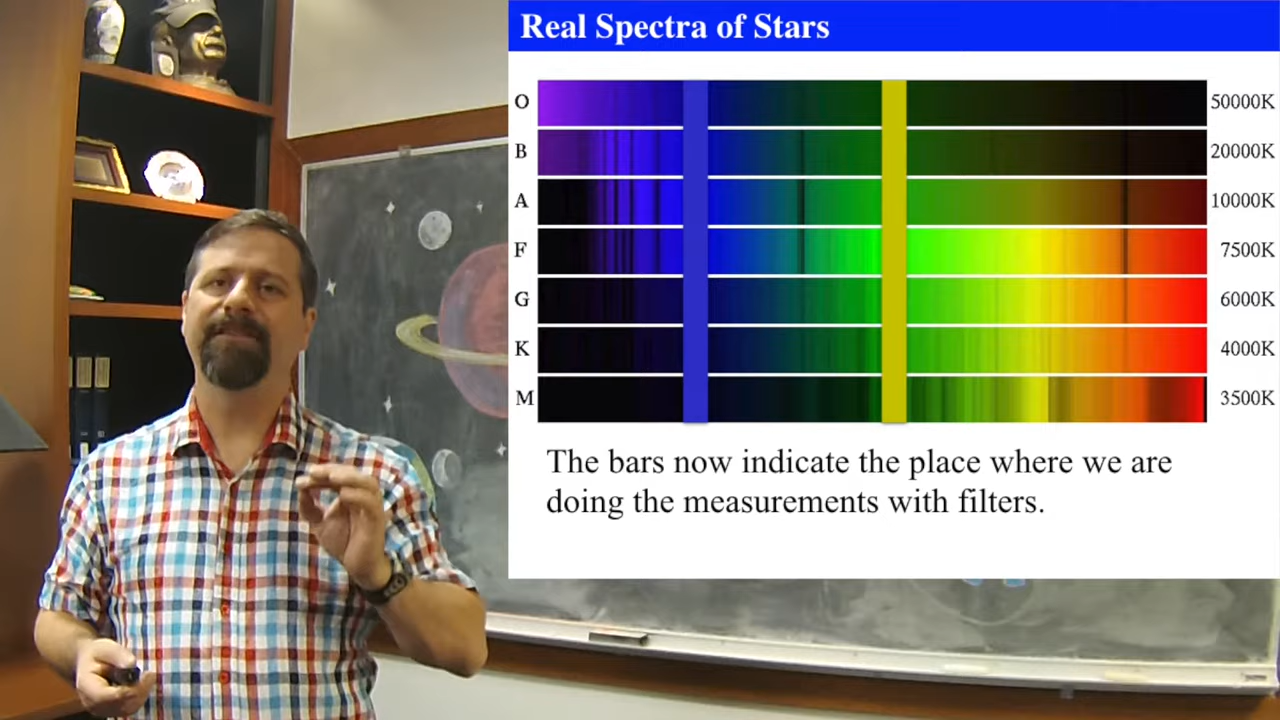 Real Spectra of Stars
O 50000K
B 20000K
A 10000K
F 7500K
G 6000K
K 4000K
M 3500K
The bars now indicate the place where we are
doing the measurements with filters.